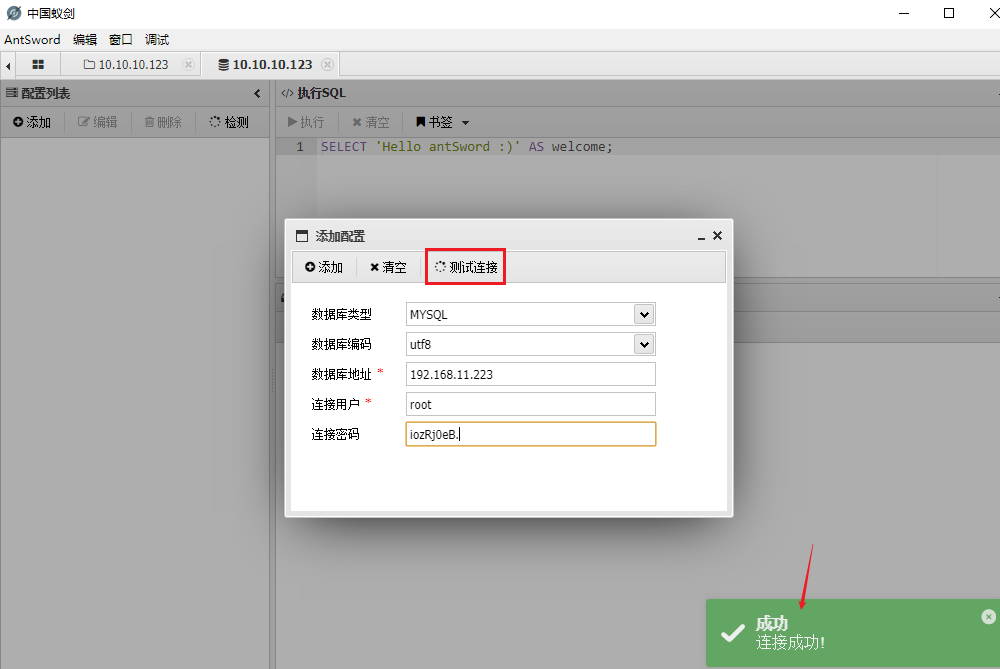 中国蚁剑
AntSword 编辑 窗口 调试
10.10.10.123 10.10.10.123
配置列表
添加 编辑 删除 检测
</> 执行SQL
执行 清空 书签
1 SELECT 'Hello antSword :)' AS welcome;
添加配置
添加 清空 测试连接
数据库类型 MYSQL
数据库编码 utf8
数据库地址 * 192.168.11.223
连接用户 * root
连接密码 iozRj0eB.
成功
连接成功!